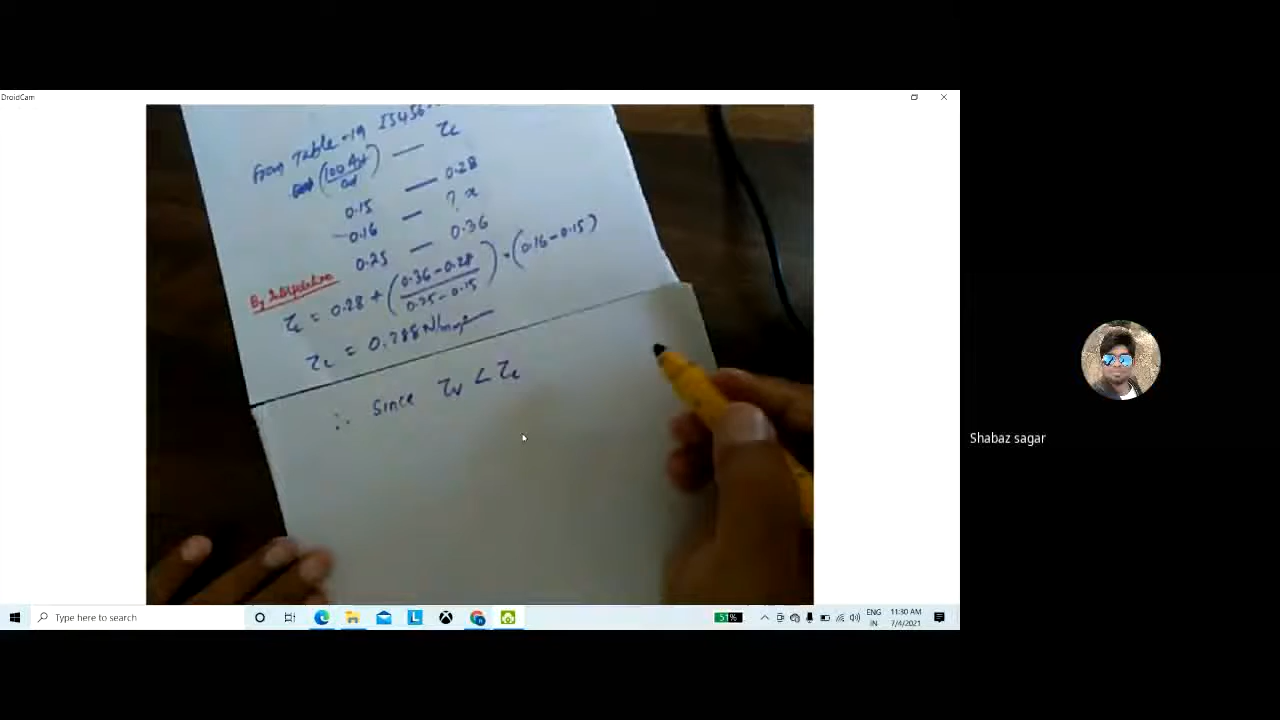 DroidCam
From Table-19 IS456
(100 Ast/bd) — τc
0.15 — 0.28
0.16 — ? x
0.25 — 0.36
By Interpolation
τc = 0.28 + (0.36-0.28/0.25-0.15) × (0.16-0.15)
τc = 0.288 N/mm²
∴ Since τv < τc
Shabaz sagar
Type here to search
51%
ENG
IN
11:30 AM
7/4/2021